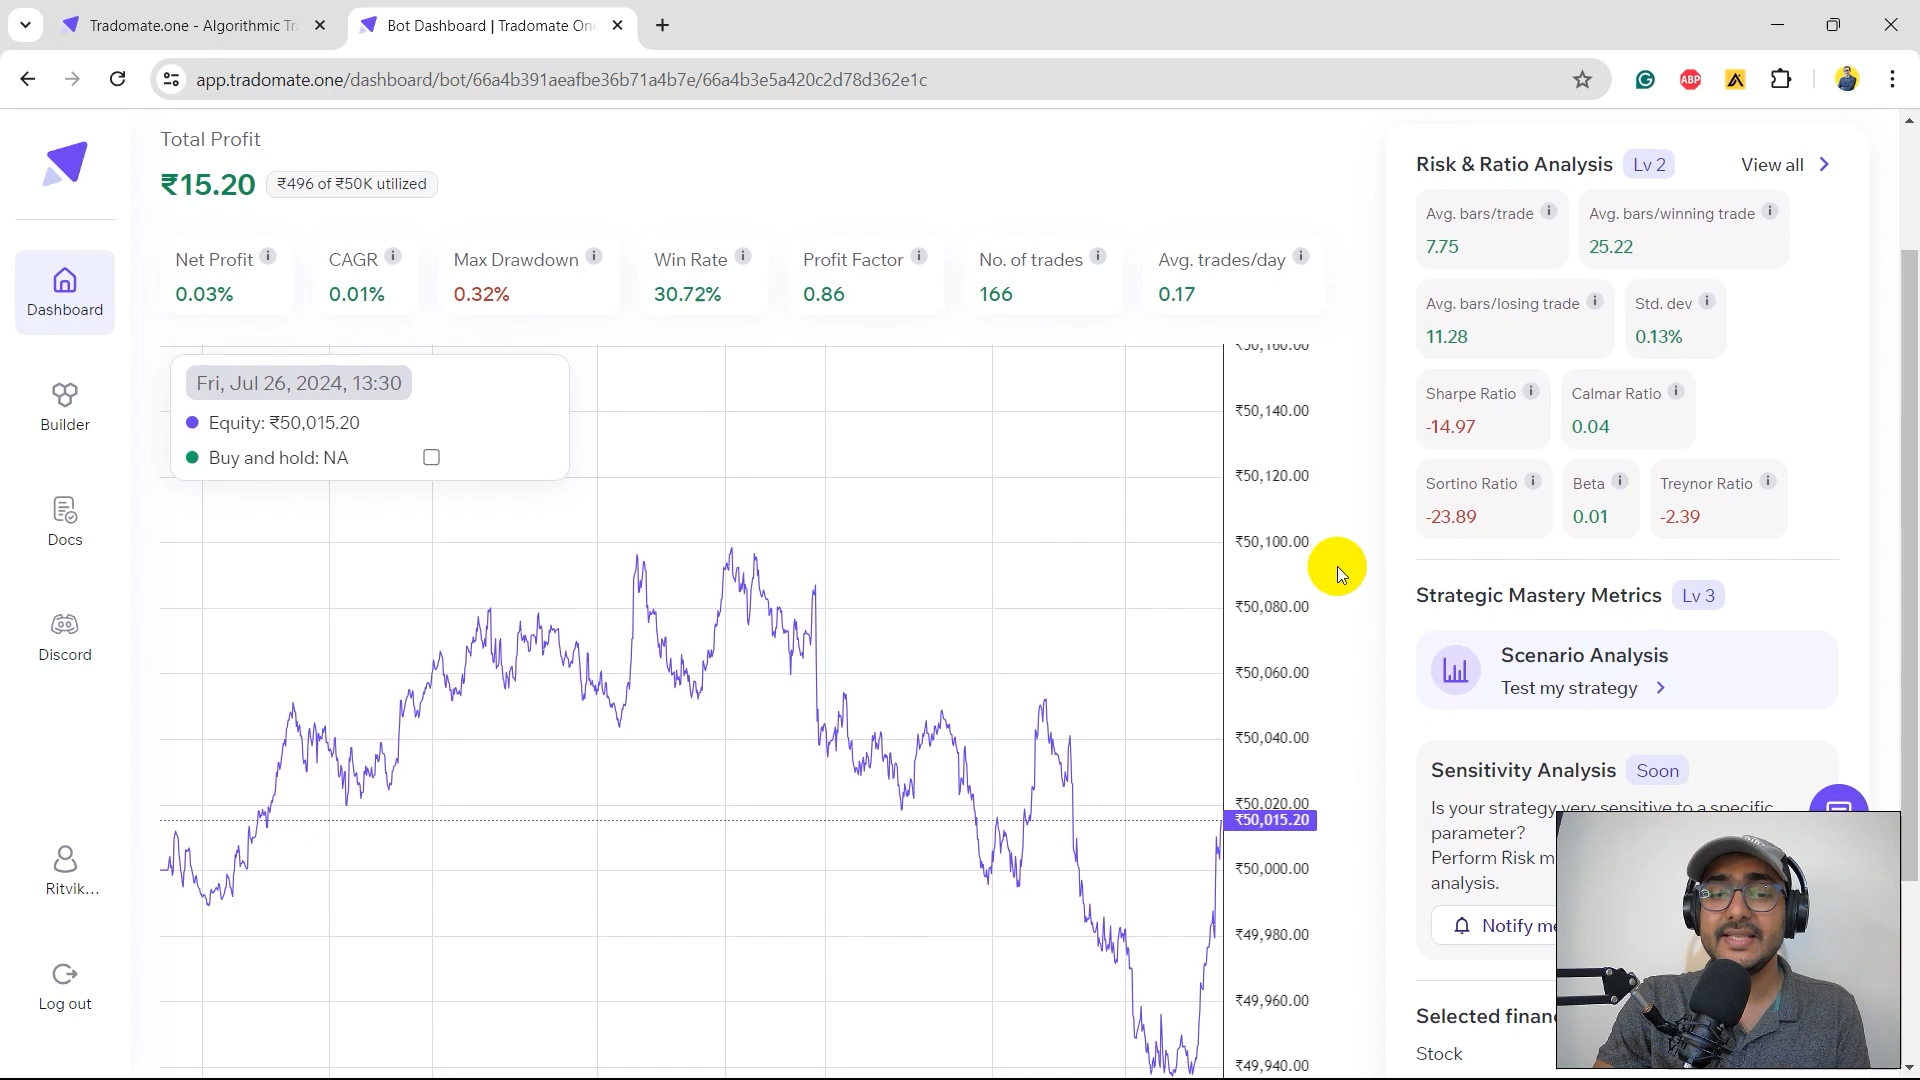 Tradomate.one - Algorithmic Tr
Bot Dashboard | Tradomate On
app.tradomate.one/dashboard/bot/66a4b391aeafbe36b71a4b7e/66a4b3e5a420c2d78d362e1c
ABP
Dashboard
Builder
Docs
Discord
Ritvik...
Log out
Total Profit
₹15.20 ₹496 of ₹50K utilized
Net Profit CAGR Max Drawdown Win Rate Profit Factor No. of trades Avg. trades/day
0.03% 0.01% 0.32% 30.72% 0.86 166 0.17
Fri, Jul 26, 2024, 13:30
Equity: ₹50,015.20
Buy and hold: NA
₹50,160.00
₹50,140.00
₹50,120.00
₹50,100.00
₹50,080.00
₹50,060.00
₹50,040.00
₹50,020.00
₹50,015.20
₹50,000.00
₹49,980.00
₹49,960.00
₹49,940.00
Risk & Ratio Analysis Lv 2 View all
Avg. bars/trade Avg. bars/winning trade
7.75 25.22
Avg. bars/losing trade Std. dev
11.28 0.13%
Sharpe Ratio Calmar Ratio
-14.97 0.04
Sortino Ratio Beta Treynor Ratio
-23.89 0.01 -2.39
Strategic Mastery Metrics Lv 3
Scenario Analysis
Test my strategy
Sensitivity Analysis Soon
Is your strategy very sensitive to a specific
parameter?
Perform Risk m
analysis.
Notify me
Selected finan
Stock